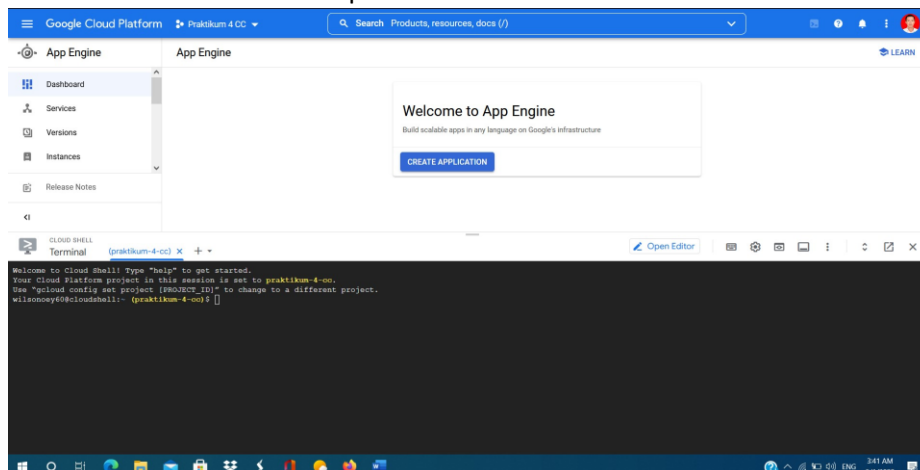 Google Cloud Platform
Praktikum 4 CC
Search Products, resources, docs (/)
App Engine
App Engine
LEARN
Dashboard
Services
Versions
Instances
Release Notes
Welcome to App Engine
Build scalable apps in any language on Google's infrastructure
CREATE APPLICATION
CLOUD SHELL
Terminal
(praktikum-4-cc)
Open Editor
Welcome to Cloud Shell! Type "help" to get started.
Your Cloud Platform project in this session is set to praktikum-4-cc.
Use "gcloud config set project [PROJECT_ID]" to change to a different project.
wilsonoey60@cloudshell:~ (praktikum-4-cc)$
ENG
3:41 AM